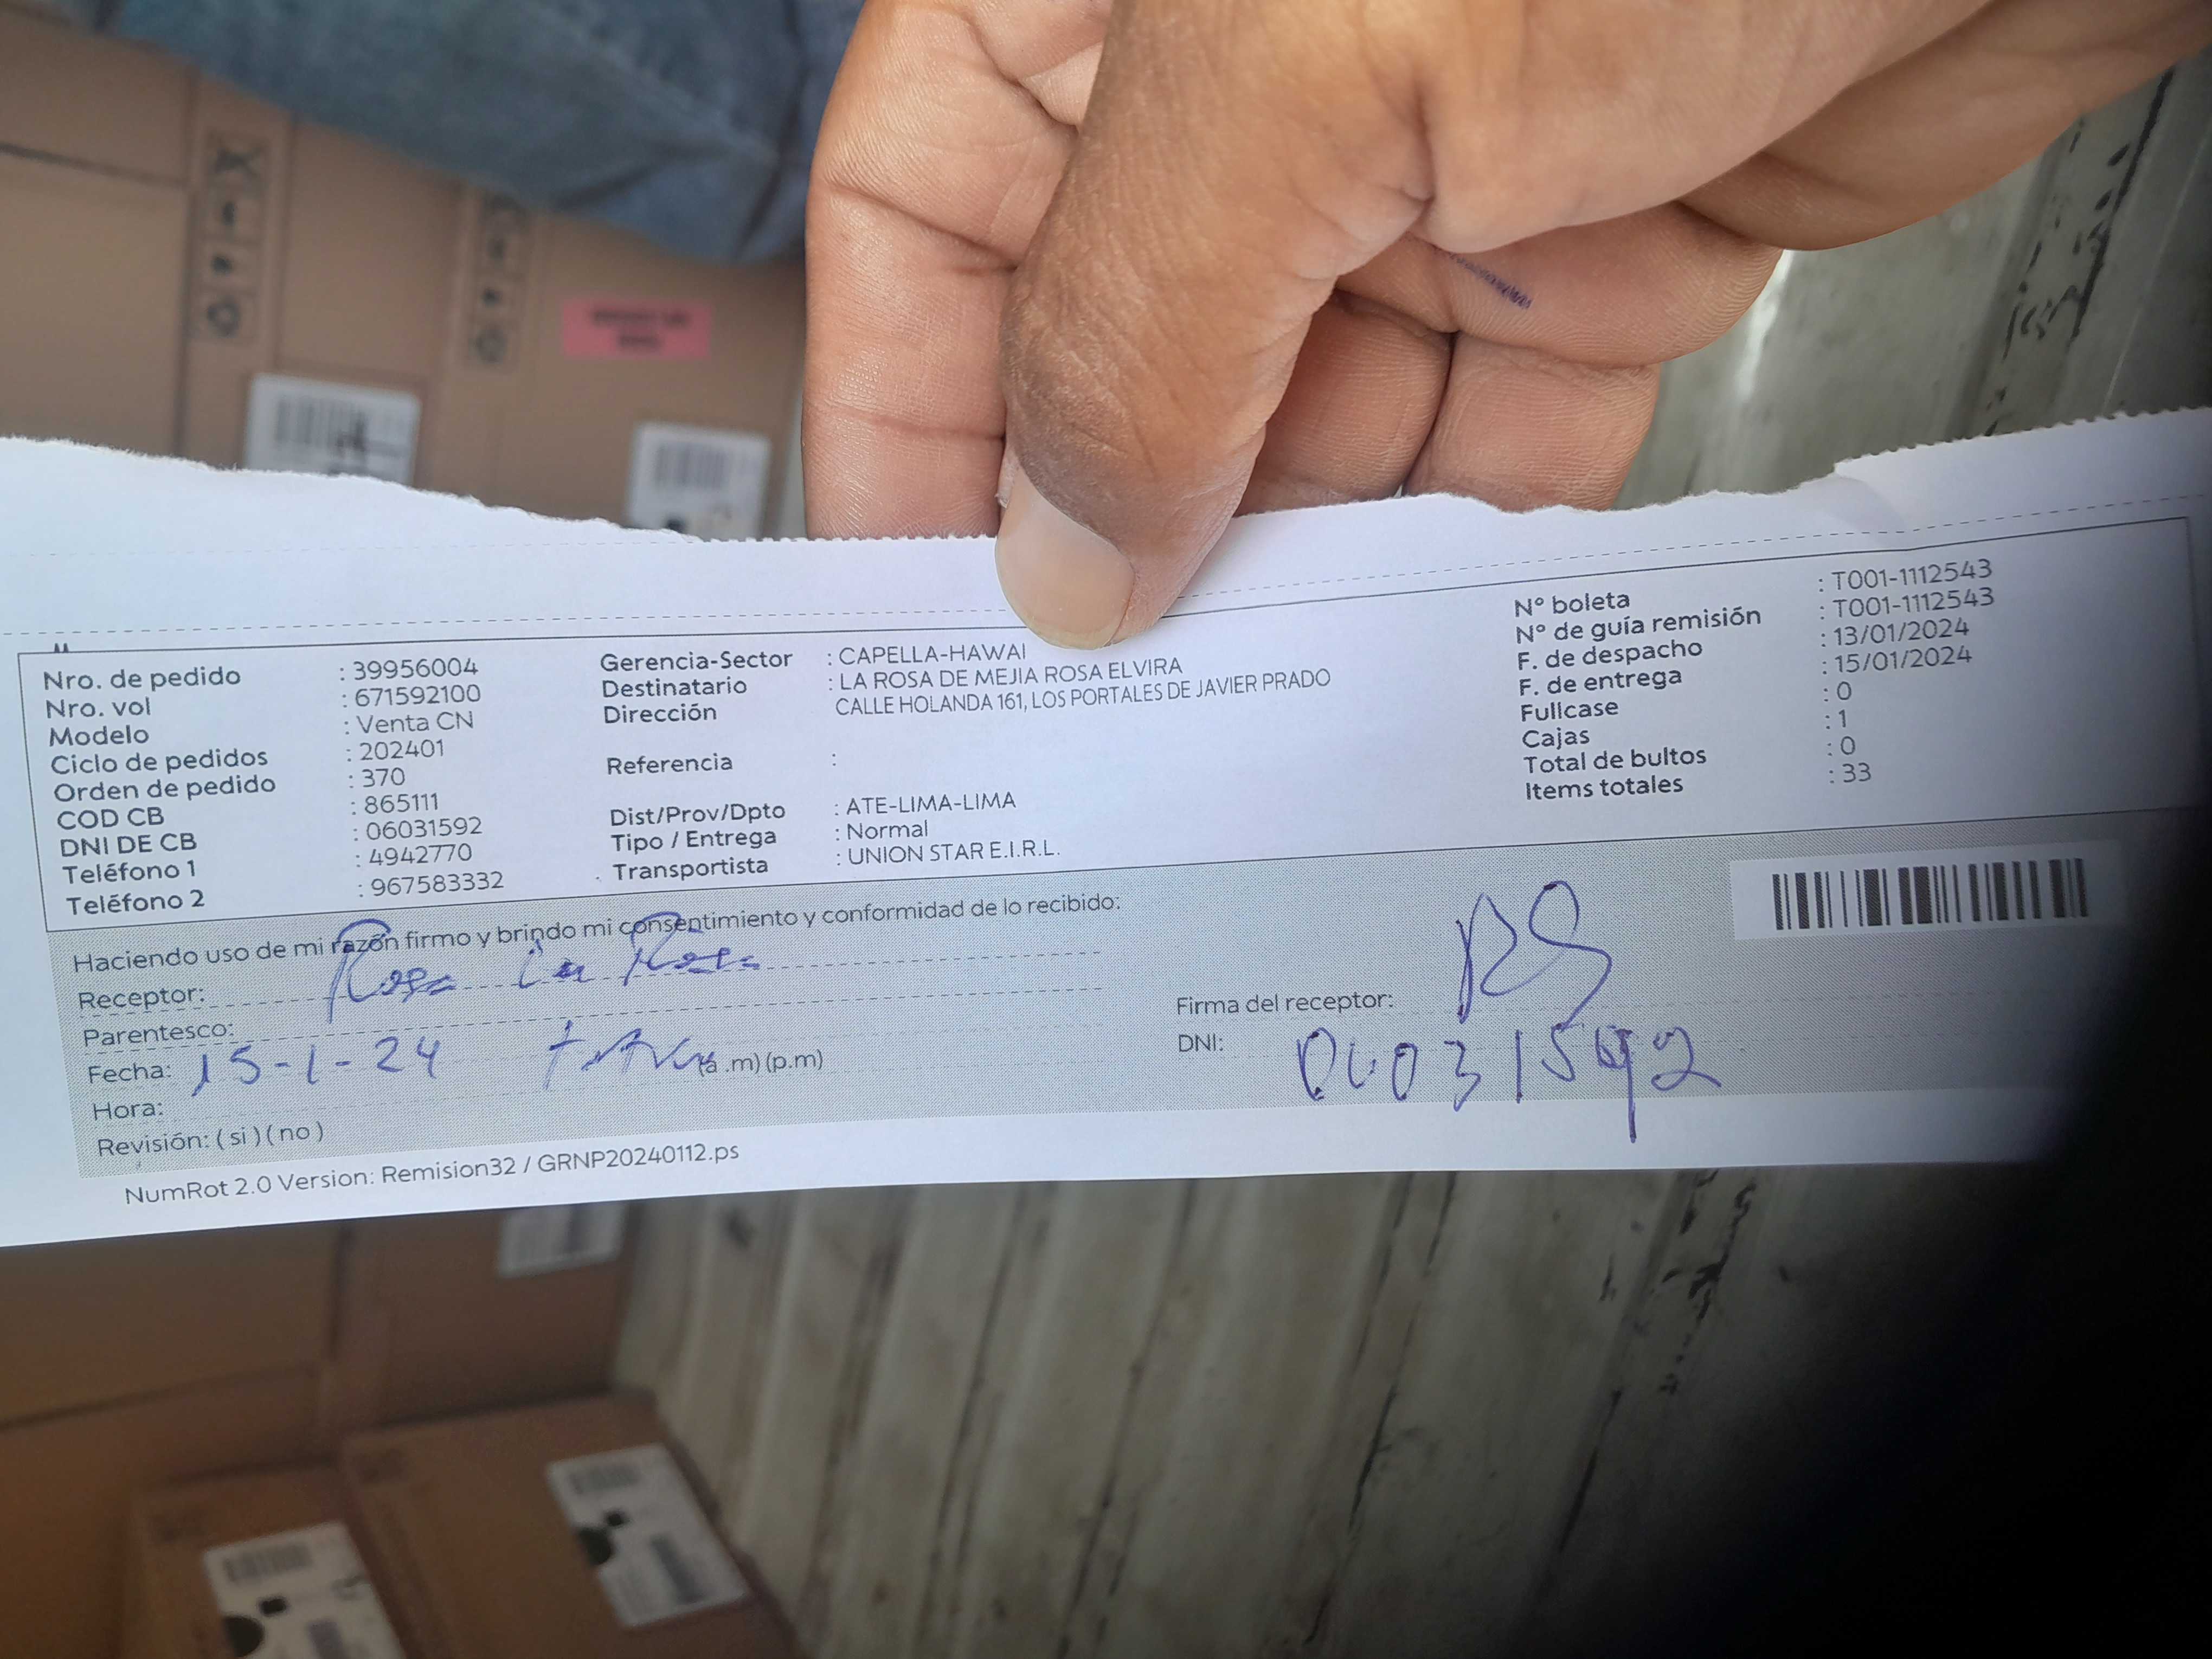 Nro. de pedido : 39956004
Nro. vol : 671592100
Modelo : Venta CN
Ciclo de pedidos : 202401
Orden de pedido : 370
COD CB : 865111
DNI DE CB : 06031592
Teléfono 1 : 4942770
Teléfono 2 : 967583332
Gerencia-Sector : CAPELLA-HAWAI
Destinatario : LA ROSA DE MEJIA ROSA ELVIRA
Dirección CALLE HOLANDA 161, LOS PORTALES DE JAVIER PRADO
Referencia :
Dist/Prov/Dpto : ATE-LIMA-LIMA
Tipo / Entrega : Normal
Transportista : UNION STAR E.I.R.L.
Nº boleta : T001-1112543
Nº de guía remisión : T001-1112543
F. de despacho : 13/01/2024
F. de entrega : 15/01/2024
Fullcase : 0
Cajas : 1
Total de bultos : 0
Items totales : 33
Haciendo uso de mi razón firmo y brindo mi consentimiento y conformidad de lo recibido:
Receptor: Rosa La Rosa
Parentesco:
Fecha: 15-1-24
Hora: (a .m) (p.m)
Revisión: ( si ) ( no )
Firma del receptor:
DNI:
NumRot 2.0 Version: Remision32 / GRNP20240112.ps